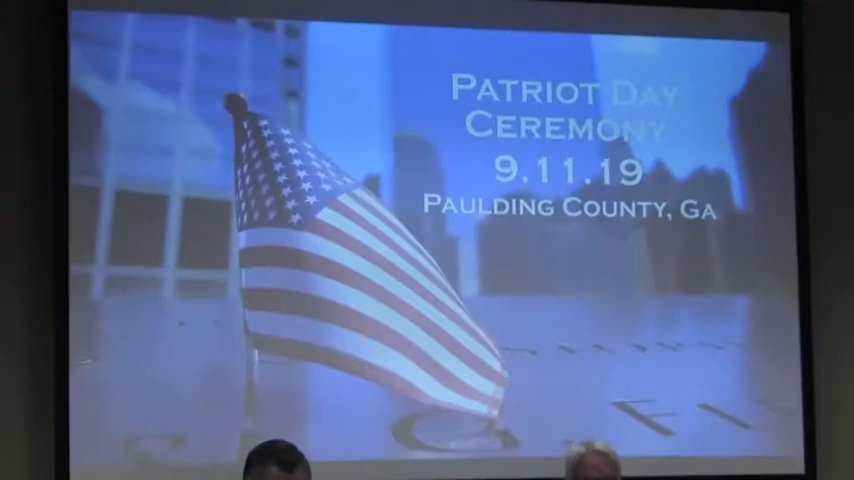 PATRIOT DAY
CEREMONY
9.11.19
PAULDING COUNTY, GA